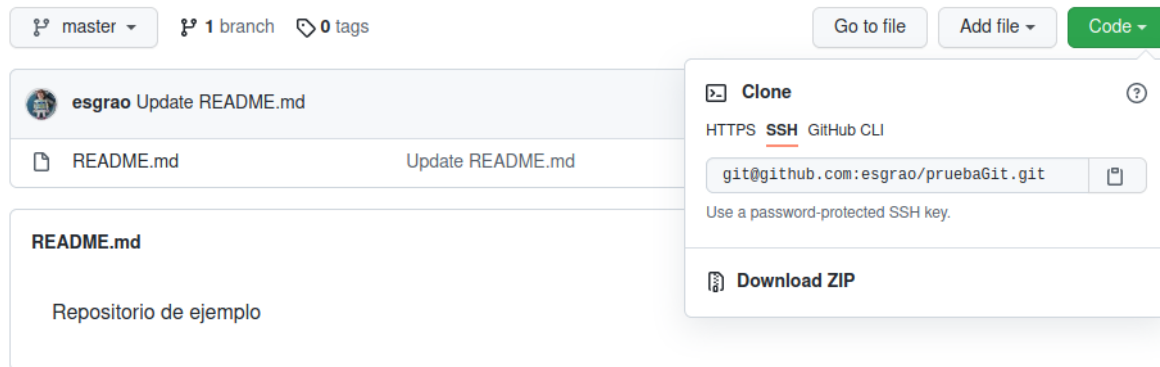 master 1 branch 0 tags Go to file Add file Code
esgrao Update README.md
README.md Update README.md
README.md
Repositorio de ejemplo
Clone
HTTPS SSH GitHub CLI
git@github.com:esgrao/pruebaGit.git
Use a password-protected SSH key.
Download ZIP